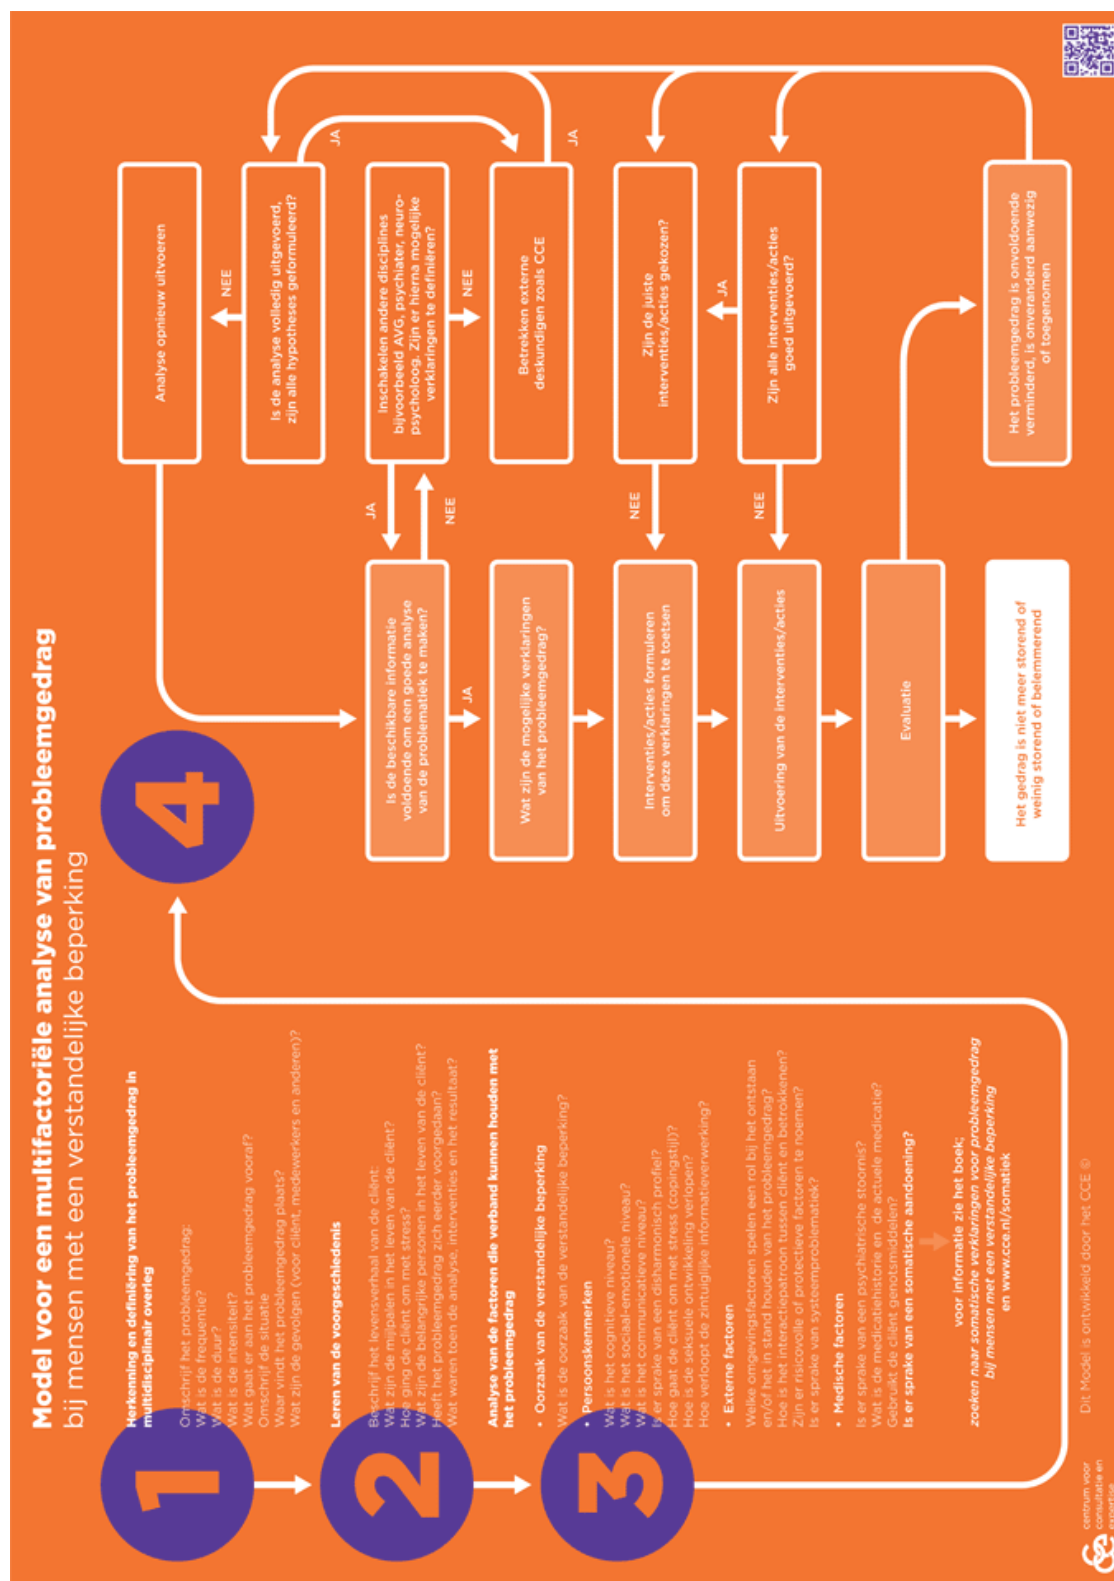 Model voor een multifactoriële analyse van probleemgedrag
bij mensen met een verstandelijke beperking
1
Herkenning en definiëring van het probleemgedrag in
multidisciplinair overleg
Omschrijf het probleemgedrag:
Wat is de frequentie?
Wat is de duur?
Wat is de intensiteit?
Wat gaat er aan het probleemgedrag vooraf?
Omschrijf de situatie
Waar vindt het probleemgedrag plaats?
Wat zijn de gevolgen (voor cliënt, medewerkers en anderen)?
2
Leren van de voorgeschiedenis
Beschrijf het levensverhaal van de cliënt:
Wat zijn de mijlpalen in het leven van de cliënt?
Hoe ging de cliënt om met stress?
Wat zijn de belangrijke personen in het leven van de cliënt?
Heeft het probleemgedrag zich eerder voorgedaan?
Wat waren toen de analyse, interventies en het resultaat?
3
Analyse van de factoren die verband kunnen houden met
het probleemgedrag
• Oorzaak van de verstandelijke beperking
Wat is de oorzaak van de verstandelijke beperking?
• Persoonskenmerken
Wat is het cognitieve niveau?
Wat is het sociaal-emotionele niveau?
Wat is het communicatieve niveau?
Is er sprake van een disharmonisch profiel?
Hoe gaat de cliënt om met stress (copingstijl)?
Hoe is de seksuele ontwikkeling verlopen?
Hoe verloopt de zintuiglijke informatieverwerking?
• Externe factoren
Welke omgevingsfactoren spelen een rol bij het ontstaan
en/of het in stand houden van het probleemgedrag?
Hoe is het interactiepatroon tussen cliënt en betrokkenen?
Zijn er risicovolle of protectieve factoren te noemen?
Is er sprake van systeemproblematiek?
• Medische factoren
Is er sprake van een psychiatrische stoornis?
Wat is de medicatiehistorie en de actuele medicatie?
Gebruikt de cliënt genotsmiddelen?
Is er sprake van een somatische aandoening?
voor informatie zie het boek;
zoeken naar somatische verklaringen voor probleemgedrag
bij mensen met een verstandelijke beperking
en www.cce.nl/somatiek
4
Is de beschikbare informatie
voldoende om een goede analyse
van de problematiek te maken?
JA
Wat zijn de mogelijke verklaringen
van het probleemgedrag?
Interventies/acties formuleren
om deze verklaringen te toetsen
Uitvoering van de interventies/acties
Evaluatie
Het gedrag is niet meer storend of
weinig storend of belemmerend
JA
NEE
NEE
NEE
Analyse opnieuw uitvoeren
NEE
Is de analyse volledig uitgevoerd,
zijn alle hypotheses geformuleerd?
JA
Inschakelen andere disciplines
bijvoorbeeld AVG, psychiater, neuro-
psycholoog. Zijn er hierna mogelijke
verklaringen te definiëren?
NEE
Betrekken externe
deskundigen zoals CCE
JA
Zijn de juiste
interventies/acties gekozen?
JA
Zijn alle interventies/acties
goed uitgevoerd?
Het probleemgedrag is onvoldoende
verminderd, is onveranderd aanwezig
of toegenomen
centrum voor
consultatie en
expertise
Dit Model is ontwikkeld door het CCE ©